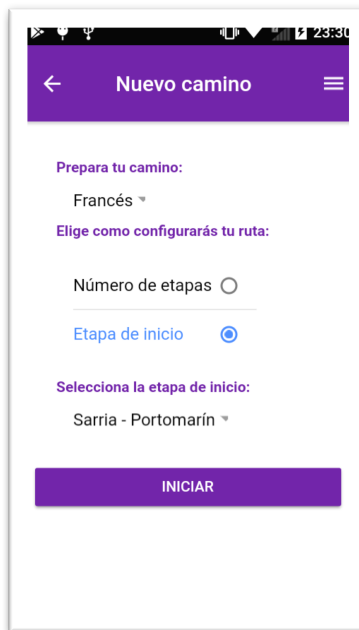 23:30
Nuevo camino
Prepara tu camino:
Francés
Elige como configurarás tu ruta:
Número de etapas
Etapa de inicio
Selecciona la etapa de inicio:
Sarria - Portomarín
INICIAR